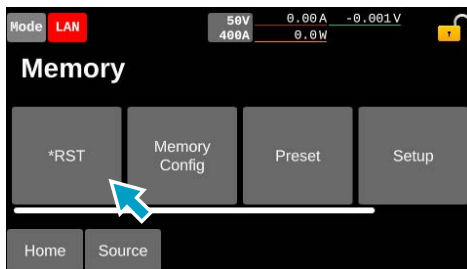 Mode LAN 50V 0.00A -0.001V
400A 0.0W
Memory
*RST Memory Config Preset Setup
Home Source